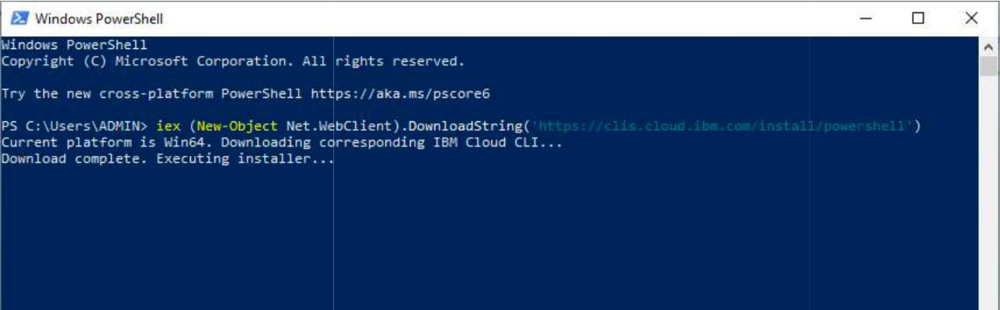 Windows PowerShell
Windows PowerShell
Copyright (C) Microsoft Corporation. All rights reserved.
Try the new cross-platform PowerShell https://aka.ms/pscore6
PS C:\Users\ADMIN> iex (New-Object Net.WebClient).DownloadString('https://clis.cloud.ibm.com/install/powershell')
Current platform is Win64. Downloading corresponding IBM Cloud CLI...
Download complete. Executing installer...